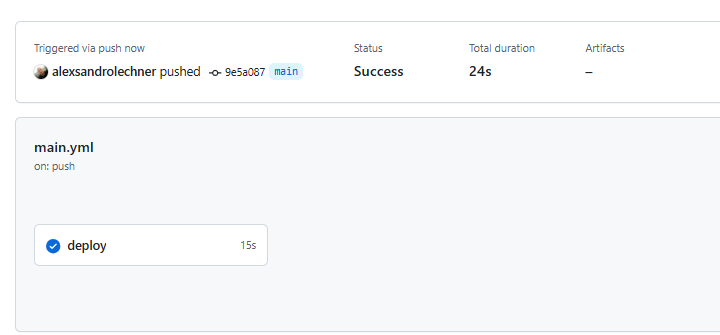 Triggered via push now
alexsandrolechner pushed 9e5a087 main
Status
Success
Total duration
24s
Artifacts
–
main.yml
on: push
deploy 15s